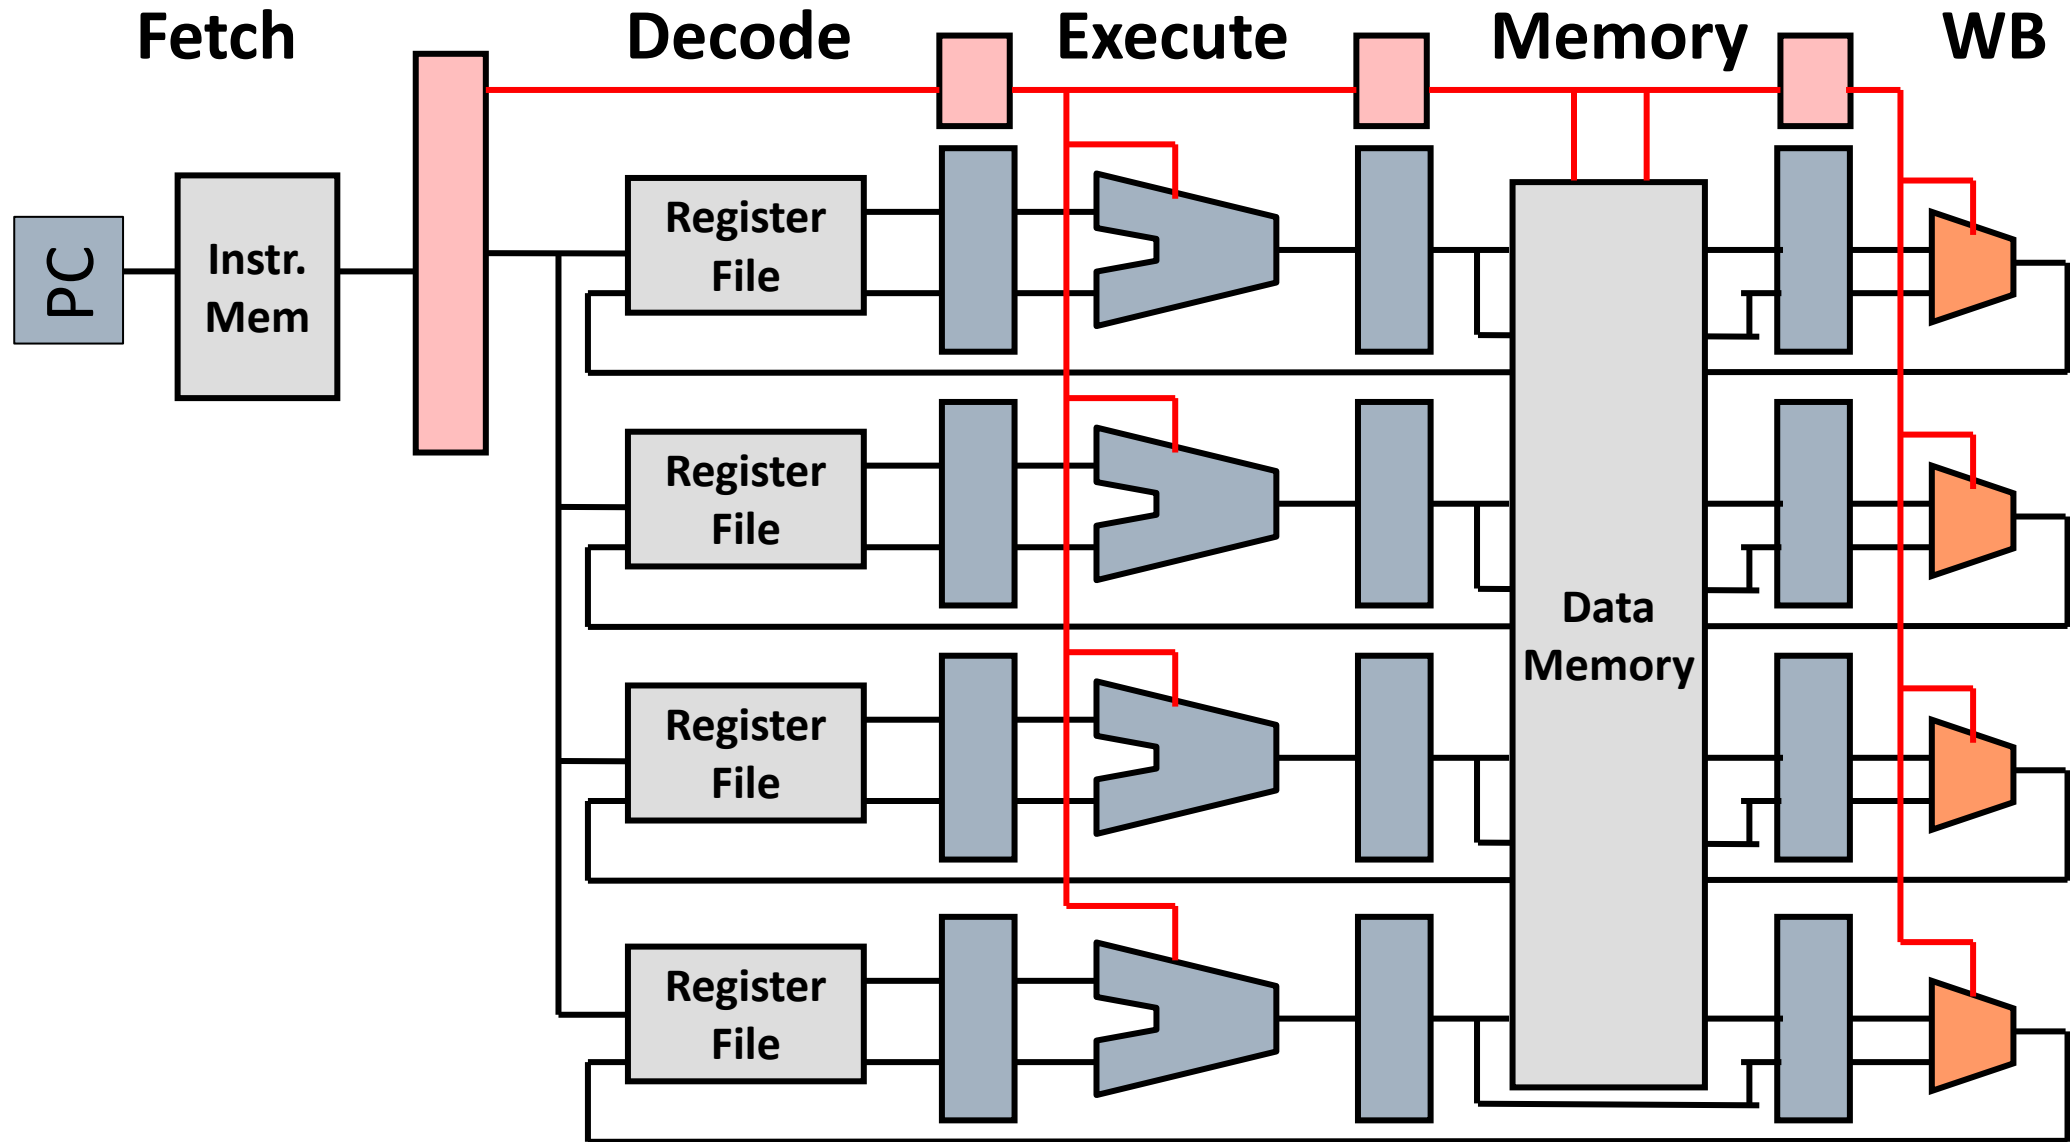 Fetch
Decode
Execute
Memory
WB
PC
Instr.
Mem
Register
File
Register
File
Register
File
Register
File
Data
Memory